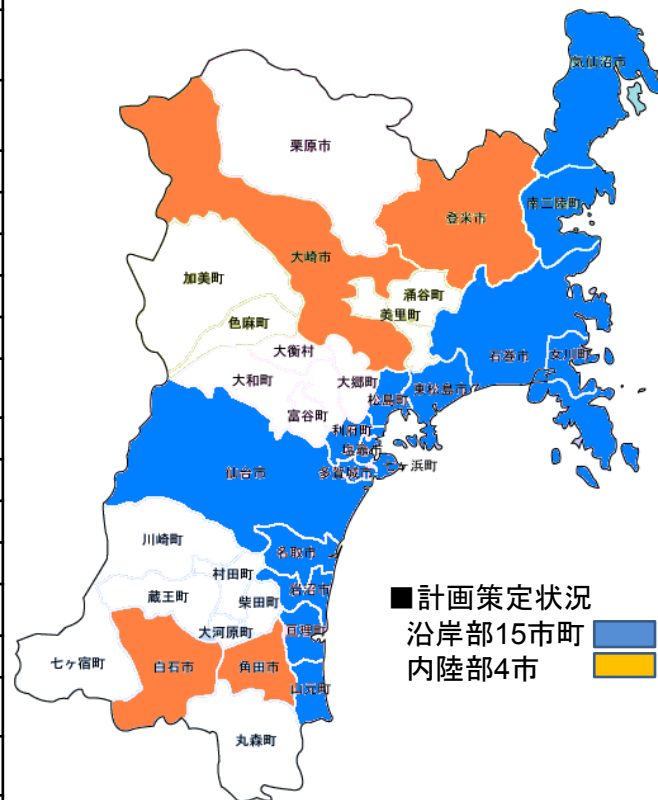 気仙沼市
栗原市
南三陸町
登米市
大崎市
加美町
涌谷町
美里町
色麻町
大衡村
石巻市
女川町
大和町
大郷町
東松島市
松島町
富谷町
利府町
塩竈市
七ヶ浜町
多賀城市
仙台市
川崎町
名取市
村田町
岩沼市
蔵王町
柴田町
大河原町
亘理町
七ヶ宿町
白石市
角田市
山元町
丸森町
■計画策定状況
沿岸部15市町
内陸部4市